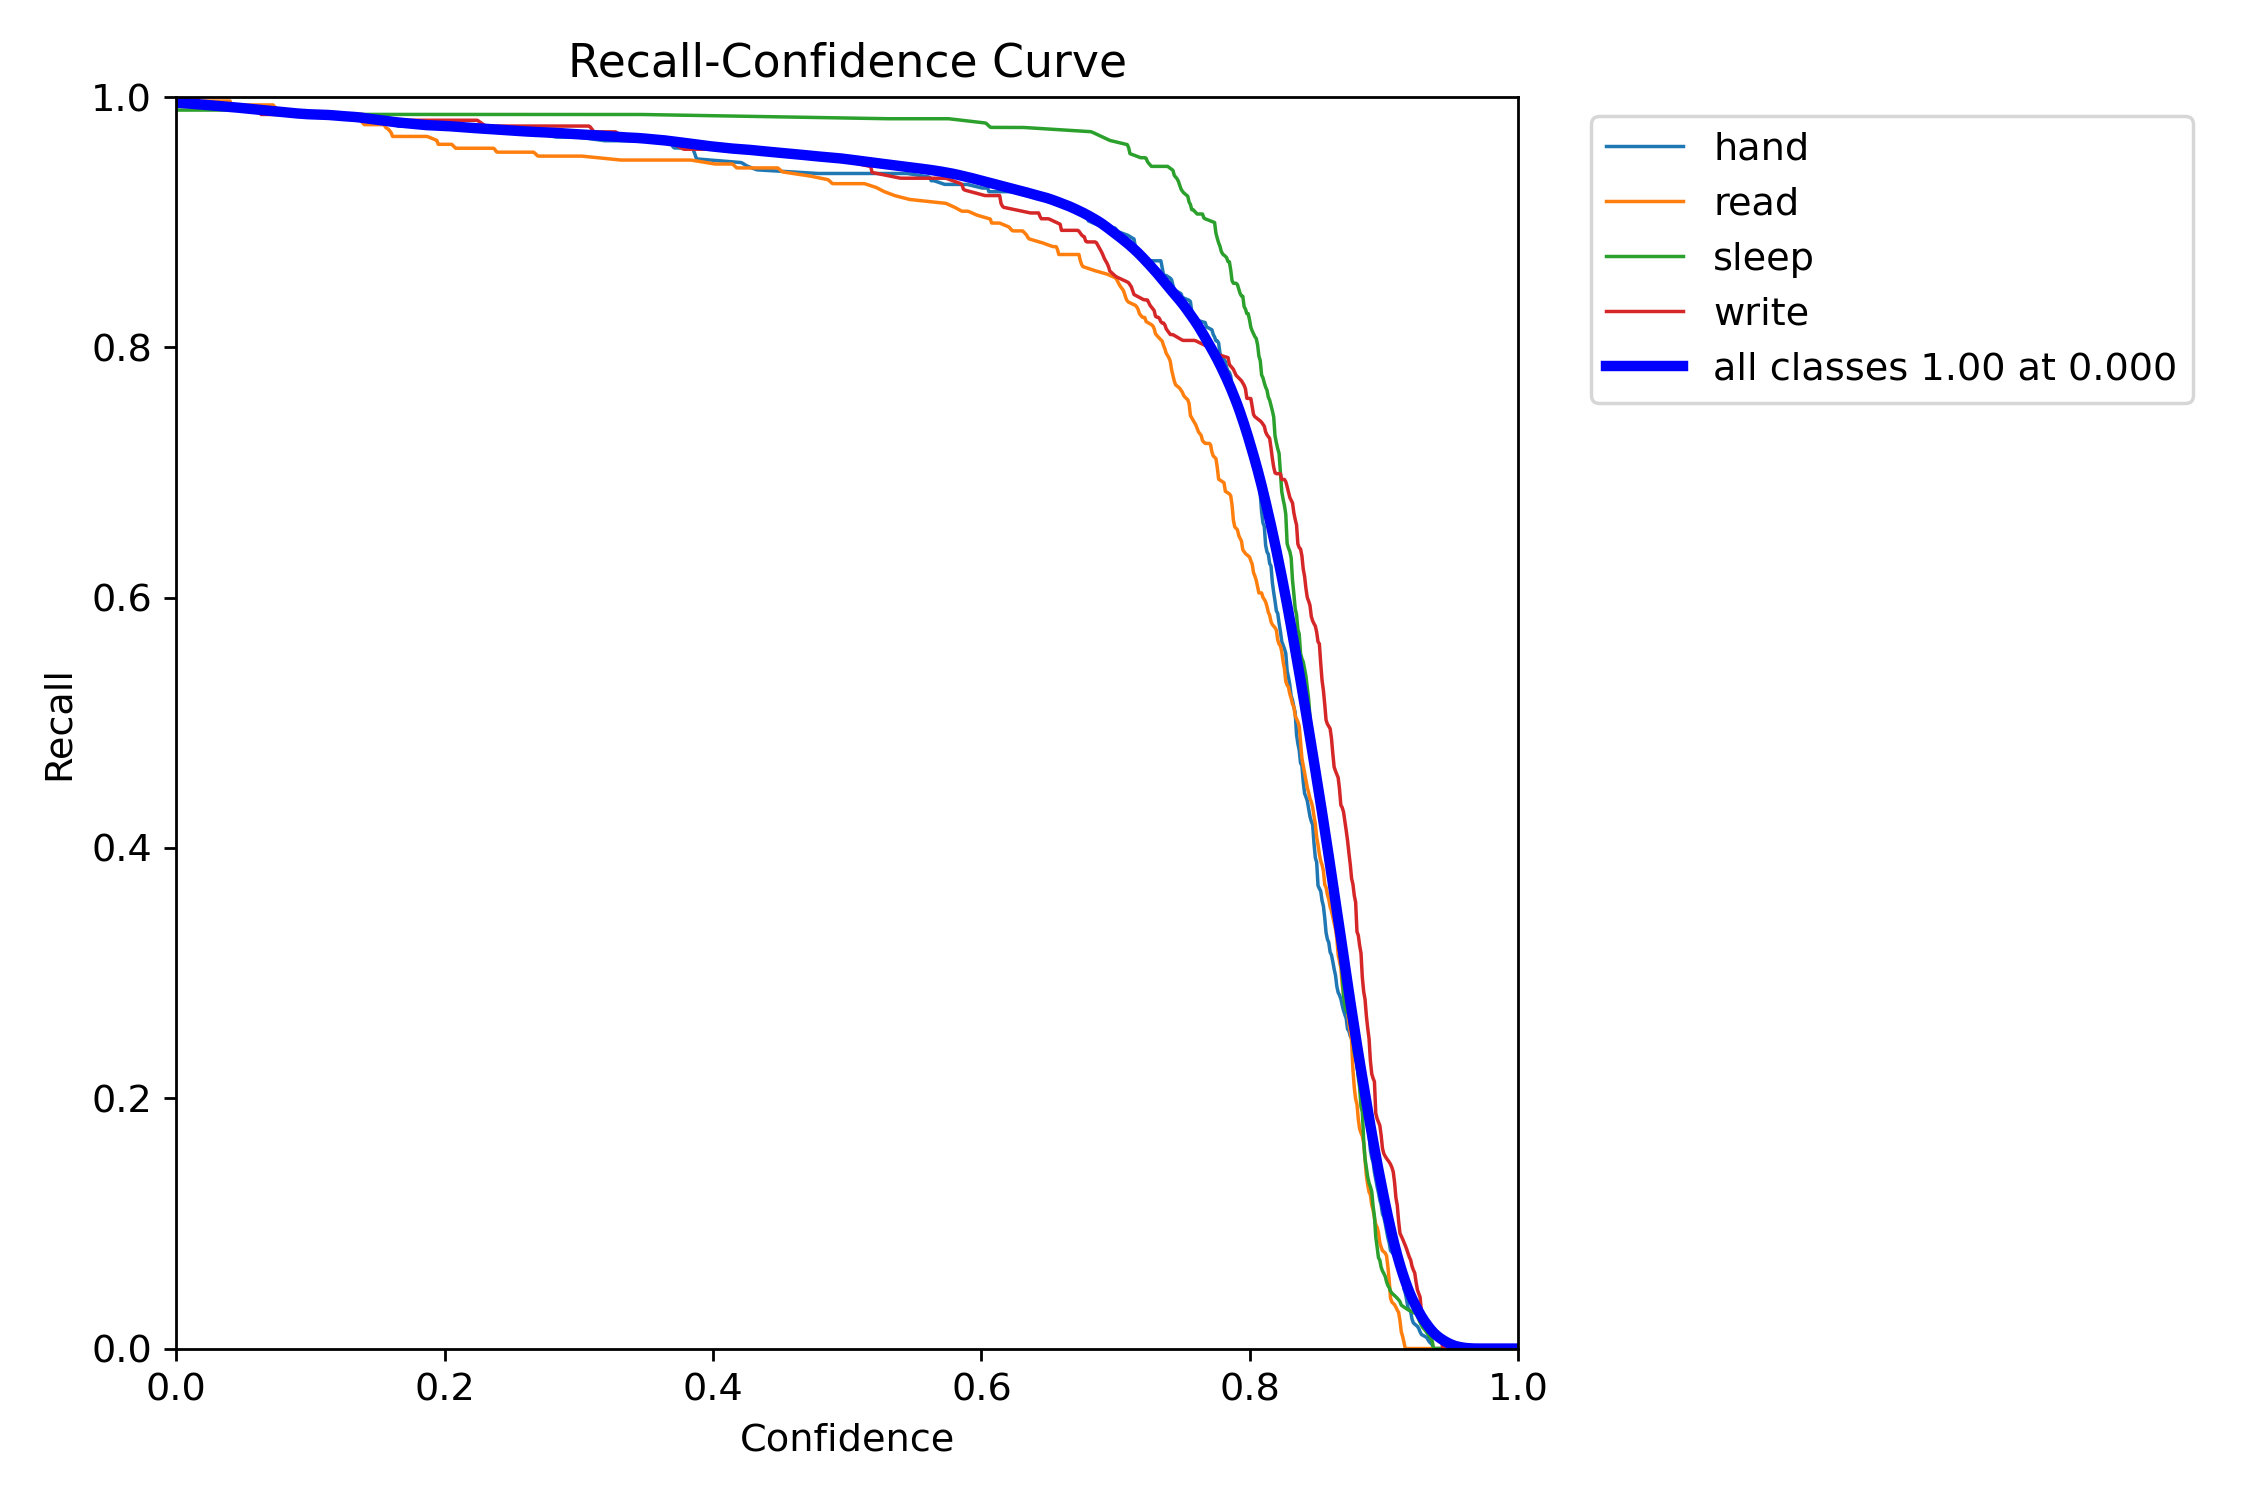 Recall-Confidence Curve
1.0
0.8
0.6
0.4
0.2
0.0
Recall
0.0 0.2 0.4 0.6 0.8 1.0
Confidence
hand
read
sleep
write
all classes 1.00 at 0.000